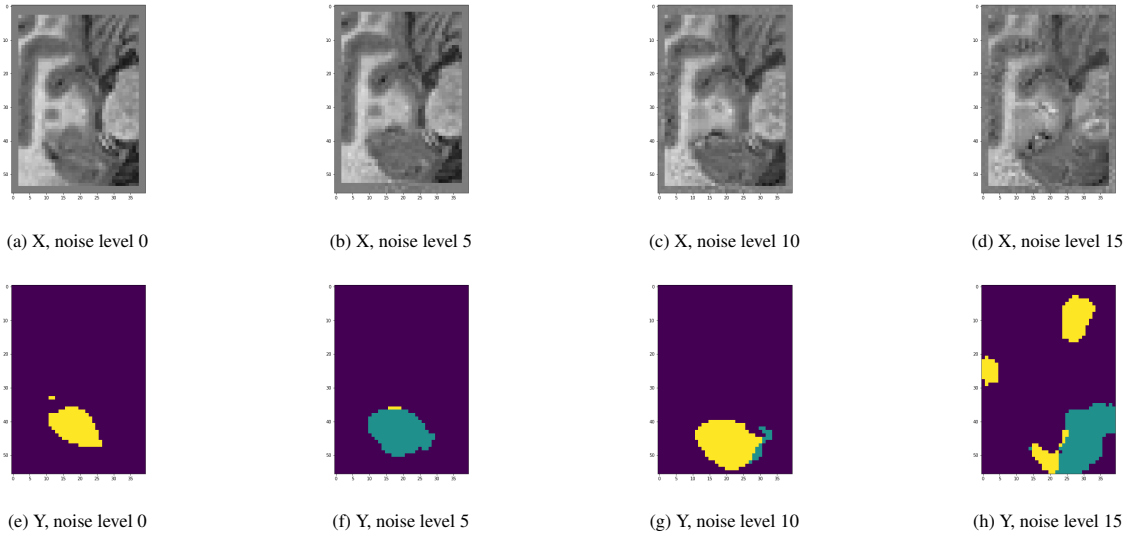 (a) X, noise level 0
(b) X, noise level 5
(c) X, noise level 10
(d) X, noise level 15
(e) Y, noise level 0
(f) Y, noise level 5
(g) Y, noise level 10
(h) Y, noise level 15